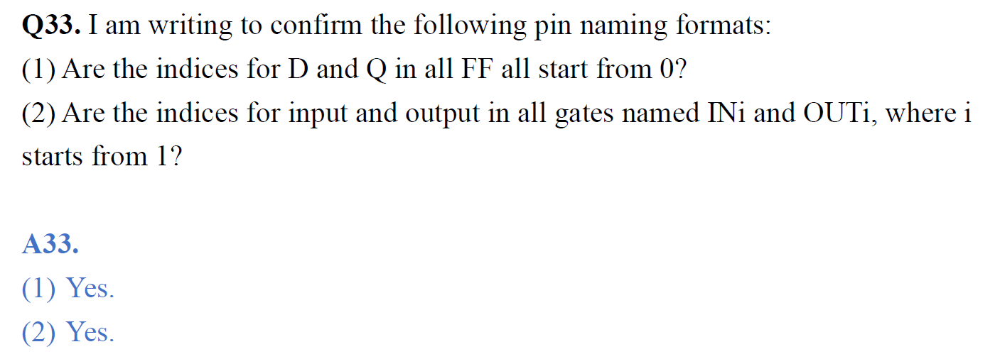 Q33. I am writing to confirm the following pin naming formats:
(1) Are the indices for D and Q in all FF all start from 0?
(2) Are the indices for input and output in all gates named INi and OUTi, where i
starts from 1?
A33.
(1) Yes.
(2) Yes.